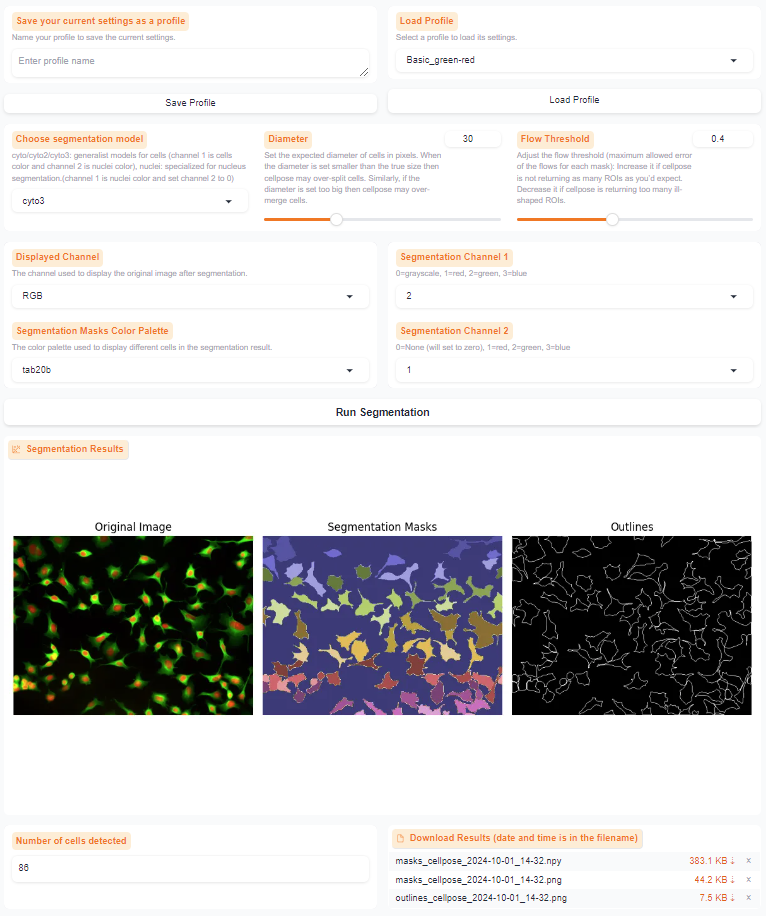 Save your current settings as a profile
Name your profile to save the current settings.
Enter profile name
Save Profile
Load Profile
Select a profile to load its settings.
Basic_green-red
Load Profile
Choose segmentation model
cyto/cyto2/cyto3: generalist models for cells (channel 1 is cells
color and channel 2 is nuclei color), nuclei: specialized for nucleus
segmentation.(channel 1 is nuclei color and set channel 2 to 0)
cyto3
Diameter
30
Set the expected diameter of cells in pixels. When
the diameter is set smaller than the true size then
cellpose may over-split cells. Similarly, if the
diameter is set too big then cellpose may over-
merge cells.
Flow Threshold
0.4
Adjust the flow threshold (maximum allowed error
of the flows for each mask): Increase it if cellpose
is not returning as many ROIs as you'd expect.
Decrease it if cellpose is returning too many ill-
shaped ROIs.
Displayed Channel
The channel used to display the original image after segmentation.
RGB
Segmentation Masks Color Palette
The color palette used to display different cells in the segmentation result.
tab20b
Segmentation Channel 1
0=grayscale, 1=red, 2=green, 3=blue
2
Segmentation Channel 2
0=None (will set to zero), 1=red, 2=green, 3=blue
1
Run Segmentation
Segmentation Results
Original Image
Segmentation Masks
Outlines
Number of cells detected
86
Download Results (date and time is in the filename)
masks_cellpose_2024-10-01_14-32.npy 383.1 KB ↓ x
masks_cellpose_2024-10-01_14-32.png 44.2 KB ↓ x
outlines_cellpose_2024-10-01_14-32.png 7.5 KB ↓ x